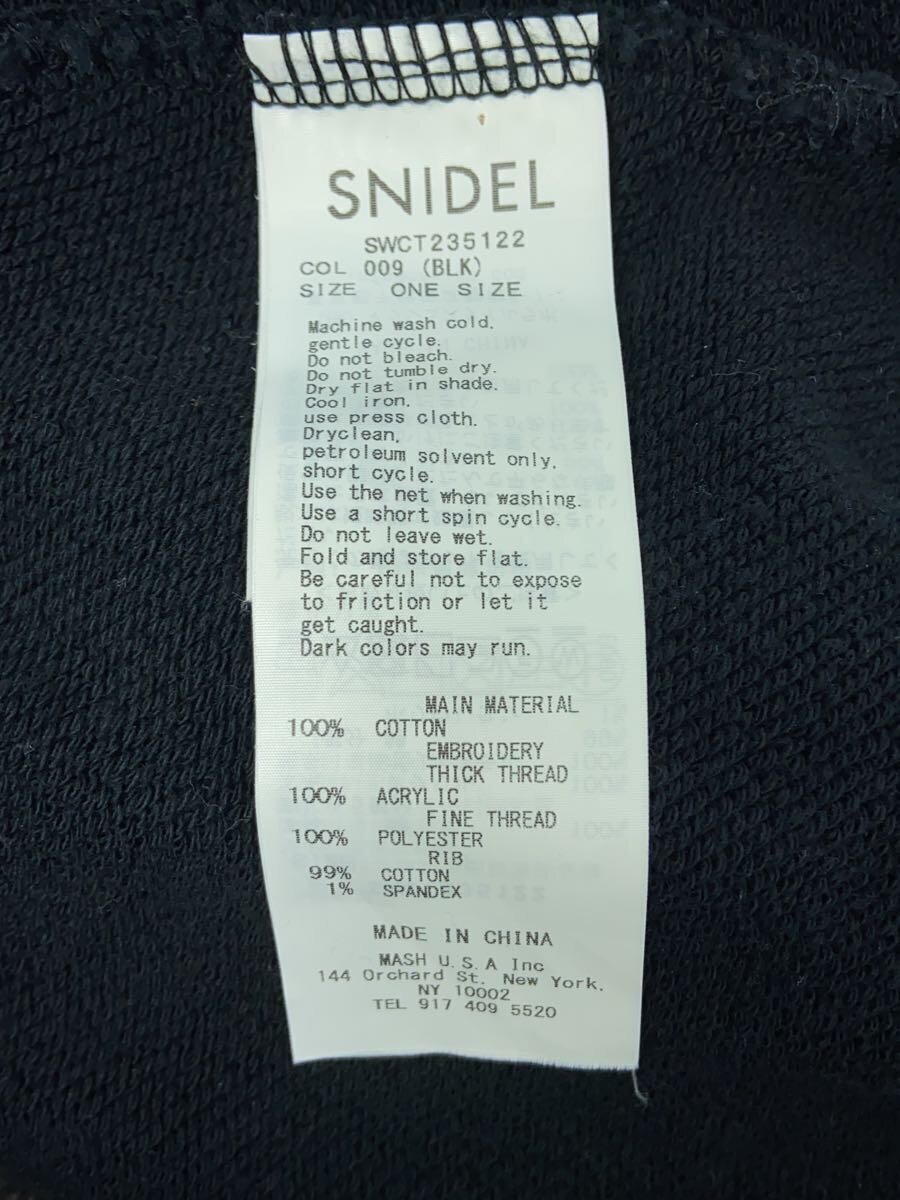 SNIDEL
SWCT235122
COL 009 (BLK)
SIZE ONE SIZE
Machine wash cold.
gentle cycle.
Do not bleach.
Do not tumble dry.
Dry flat in shade.
Cool iron.
use press cloth.
Dryclean,
petroleum solvent only,
short cycle.
Use the net when washing.
Use a short spin cycle.
Do not leave wet.
Fold and store flat.
Be careful not to expose
to friction or let it
get caught.
Dark colors may run.
MAIN MATERIAL
100% COTTON
EMBROIDERY
THICK THREAD
100% ACRYLIC
FINE THREAD
100% POLYESTER
RIB
99% COTTON
1% SPANDEX
MADE IN CHINA
MASH U.S.A Inc
144 Orchard St. New York.
NY 10002
TEL 917 409 5520